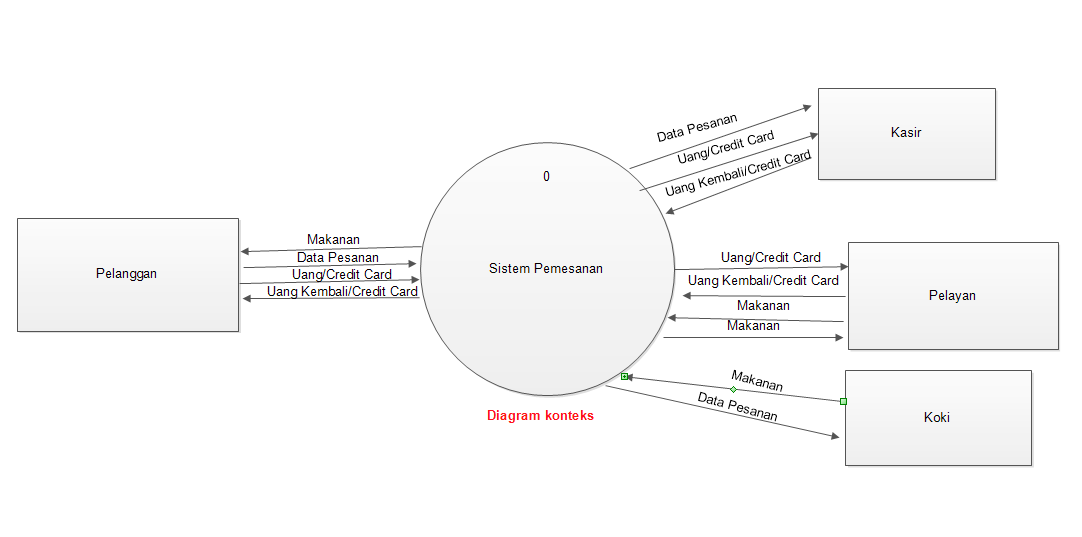 Data Pesanan
Kasir
Uang/Credit Card
Uang Kembali/Credit Card
0
Makanan
Data Pesanan
Uang/Credit Card
Uang Kembali/Credit Card
Pelanggan
Sistem Pemesanan
Uang/Credit Card
Uang Kembali/Credit Card
Makanan
Makanan
Pelayan
Makanan
Data Pesanan
Koki
Diagram konteks